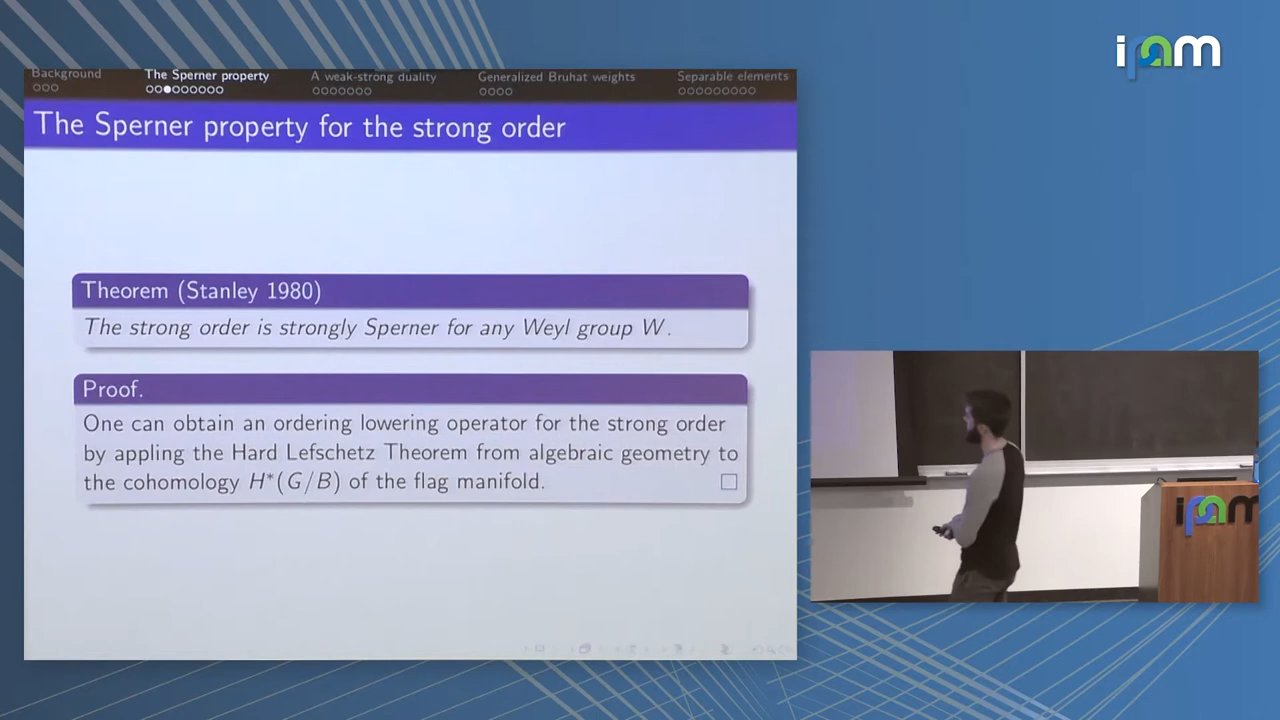 ipam
Background
The Sperner property
A weak-strong duality
Generalized Bruhat weights
Separable elements
The Sperner property for the strong order
Theorem (Stanley 1980)
The strong order is strongly Sperner for any Weyl group W.
Proof.
One can obtain an ordering lowering operator for the strong order
by appling the Hard Lefschetz Theorem from algebraic geometry to
the cohomology H*(G/B) of the flag manifold.
ipam